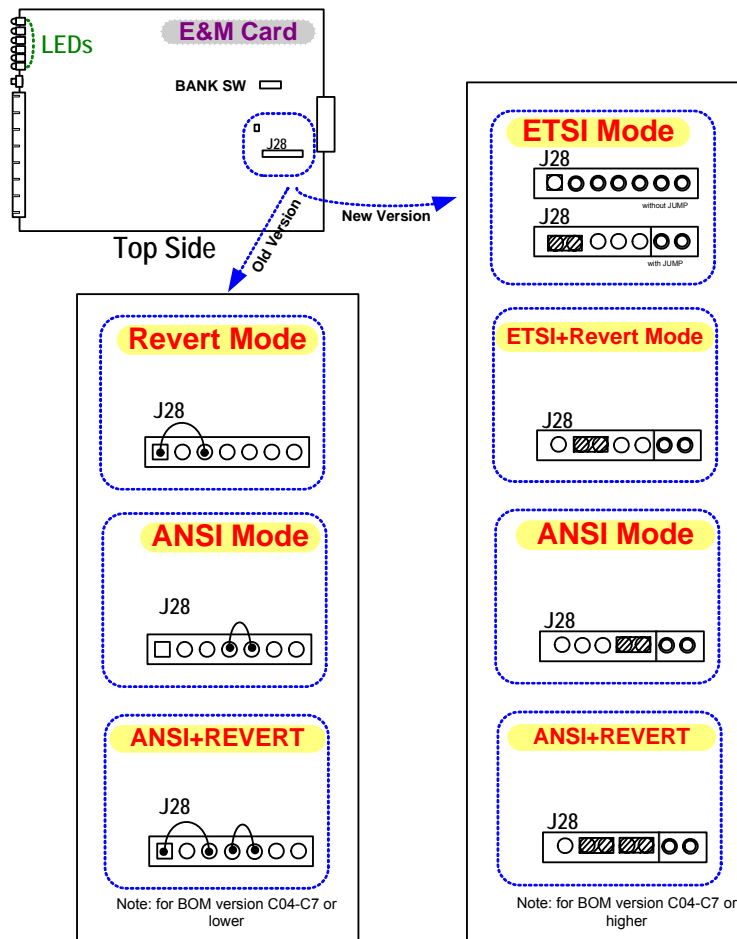 E&M Card
LEDs
BANK SW
J28
Top Side
Old Version
New Version
Revert Mode
J28
ANSI Mode
J28
ANSI+REVERT
J28
Note: for BOM version C04-C7 or
lower
ETSI Mode
J28
without JUMP
J28
with JUMP
ETSI+Revert Mode
J28
ANSI Mode
J28
ANSI+REVERT
J28
Note: for BOM version C04-C7 or
higher